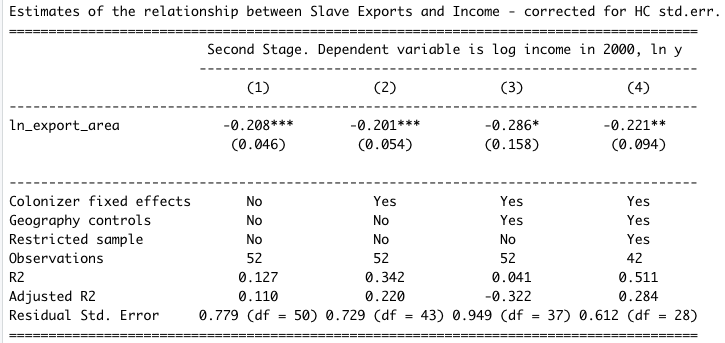 Estimates of the relationship between Slave Exports and Income - corrected for HC std.err.
=====================================================================================
Second Stage. Dependent variable is log income in 2000, ln y
-------------------------------------------------------------
(1) (2) (3) (4)
-------------------------------------------------------------------------------------
ln_export_area -0.208*** -0.201*** -0.286* -0.221**
(0.046) (0.054) (0.158) (0.094)
-------------------------------------------------------------------------------------
Colonizer fixed effects No Yes Yes Yes
Geography controls No No Yes Yes
Restricted sample No No No Yes
Observations 52 52 52 42
R2 0.127 0.342 0.041 0.511
Adjusted R2 0.110 0.220 -0.322 0.284
Residual Std. Error 0.779 (df = 50) 0.729 (df = 43) 0.949 (df = 37) 0.612 (df = 28)
=====================================================================================